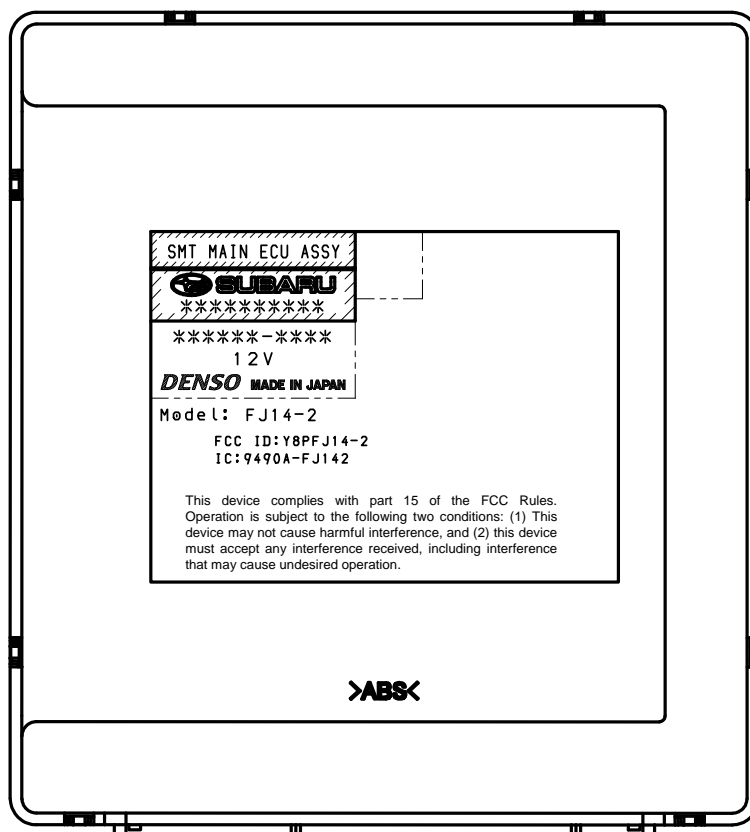 SMT MAIN ECU ASSY
SUBARU
**********
******-****
12V
DENSO MADE IN JAPAN
Model: FJ14-2
FCC ID:Y8PFJ14-2
IC:9490A-FJ142
This device complies with part 15 of the FCC Rules.
Operation is subject to the following two conditions: (1) This
device may not cause harmful interference, and (2) this device
must accept any interference received, including interference
that may cause undesired operation.
>ABS<